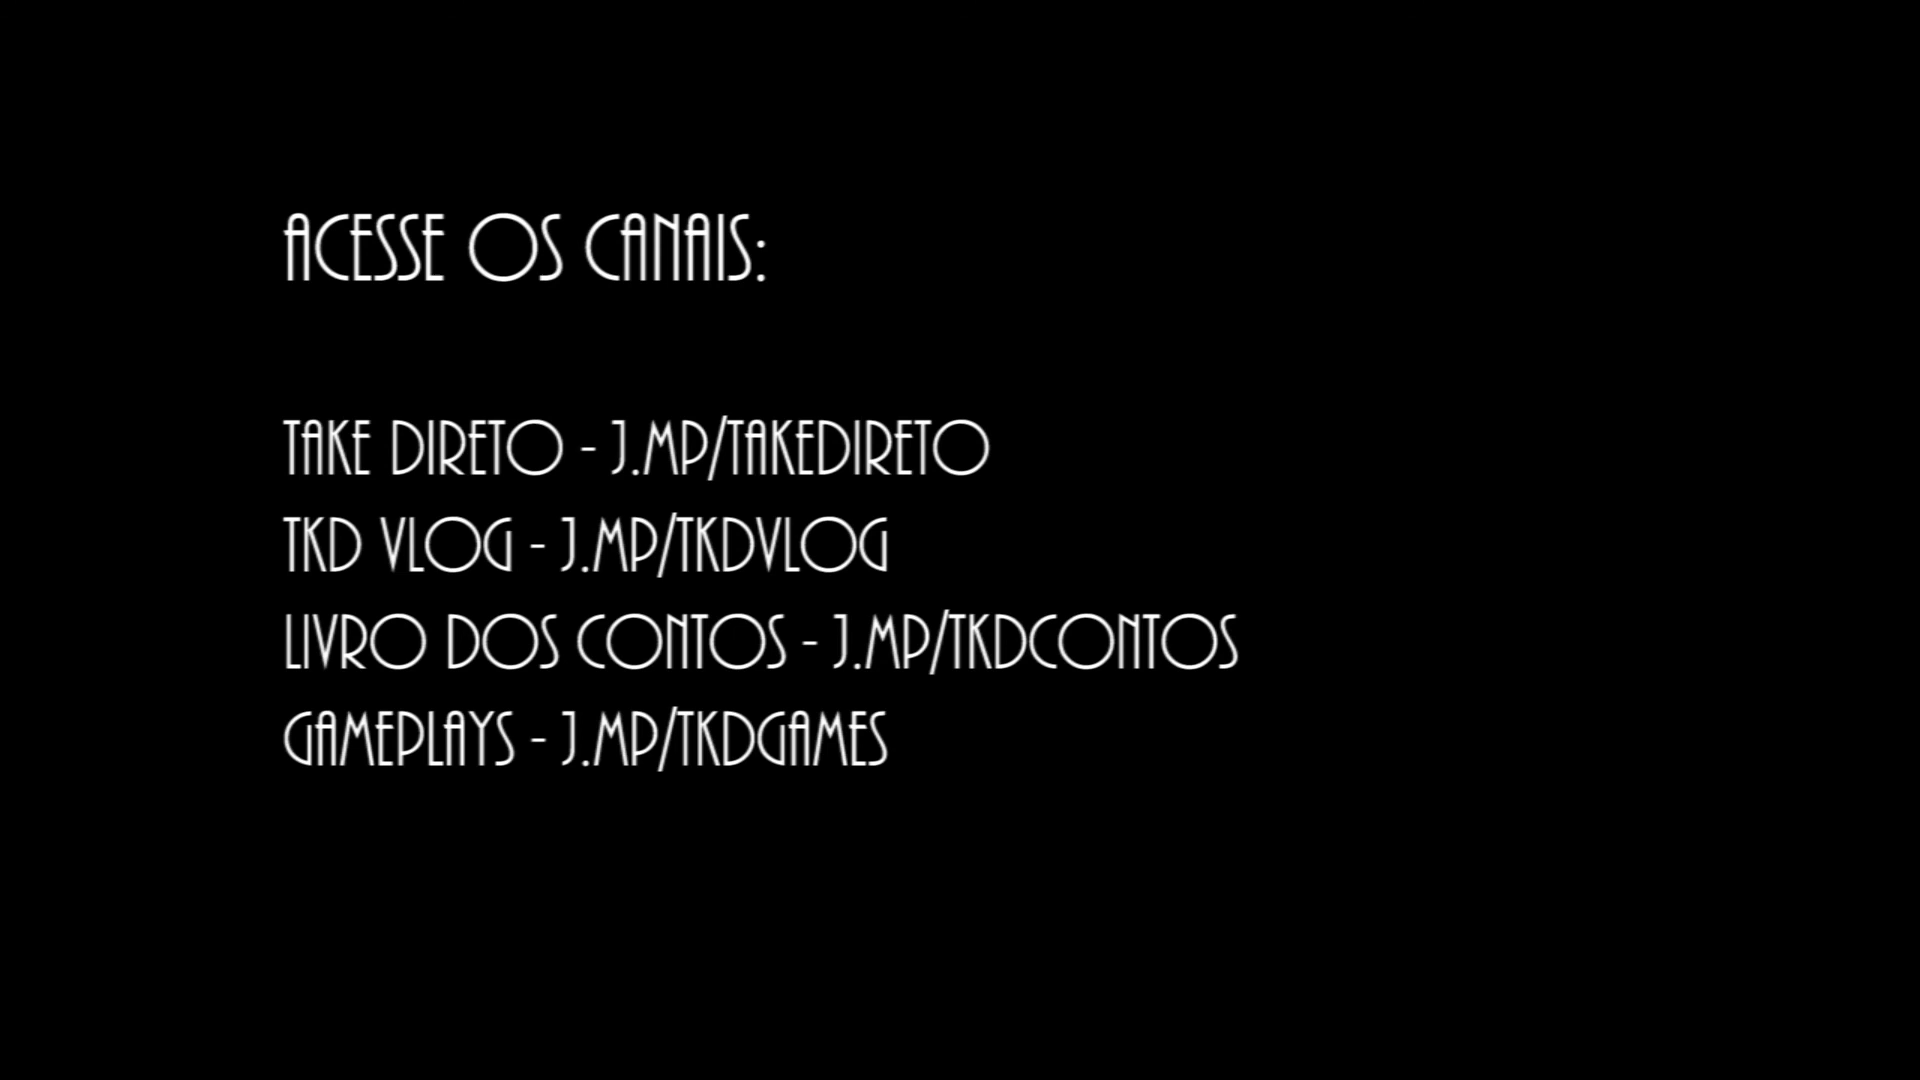 ACESSE OS CANAIS:
TAKE DIRETO - J.MP/TAKEDIRETO
TKD VLOG - J.MP/TKDVLOG
LIVRO DOS CONTOS - J.MP/TKDCONTOS
GAMEPLAYS - J.MP/TKDGAMES